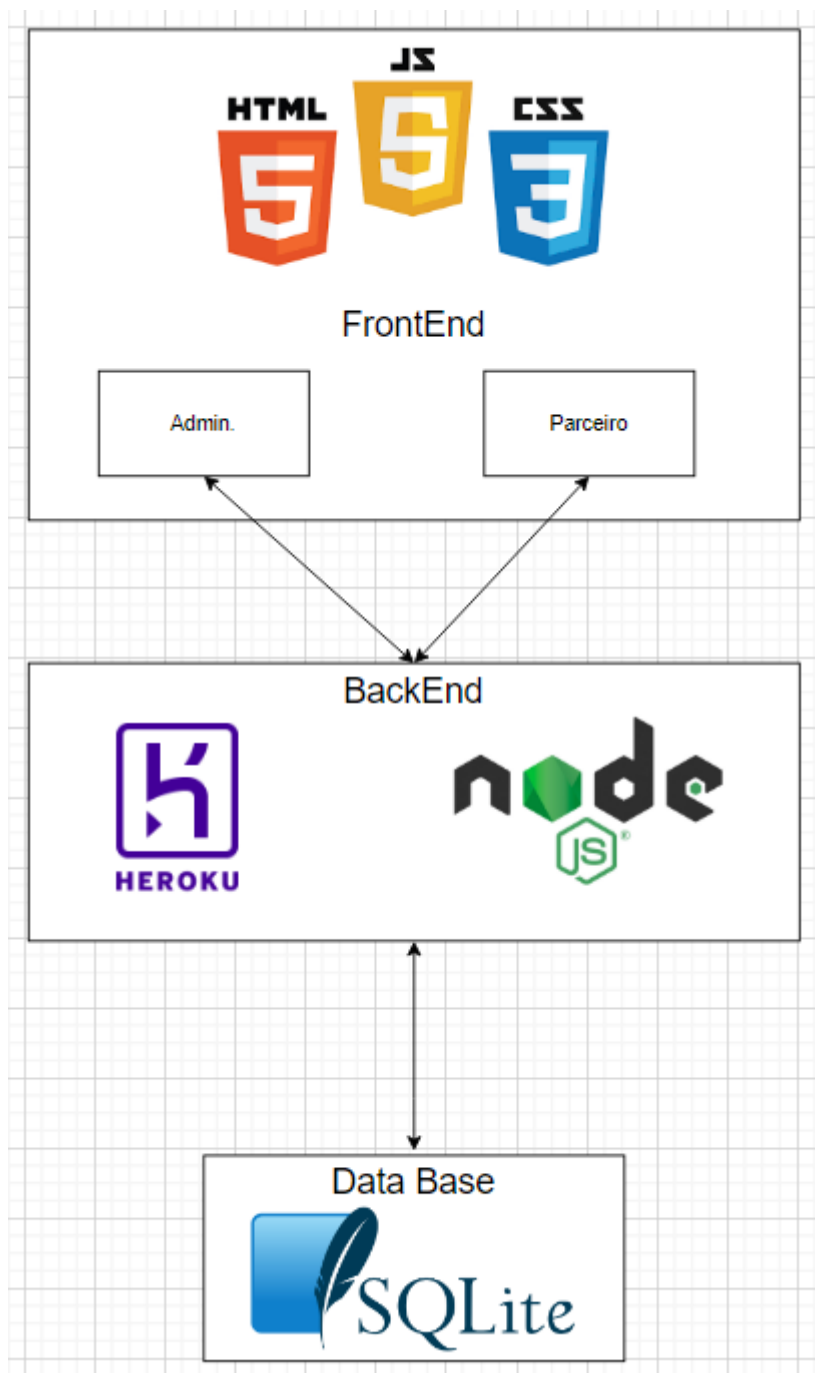 JS
HTML
CSS
5
5
3
FrontEnd
Admin.
Parceiro
BackEnd
HEROKU
node
JS®
Data Base
SQLite